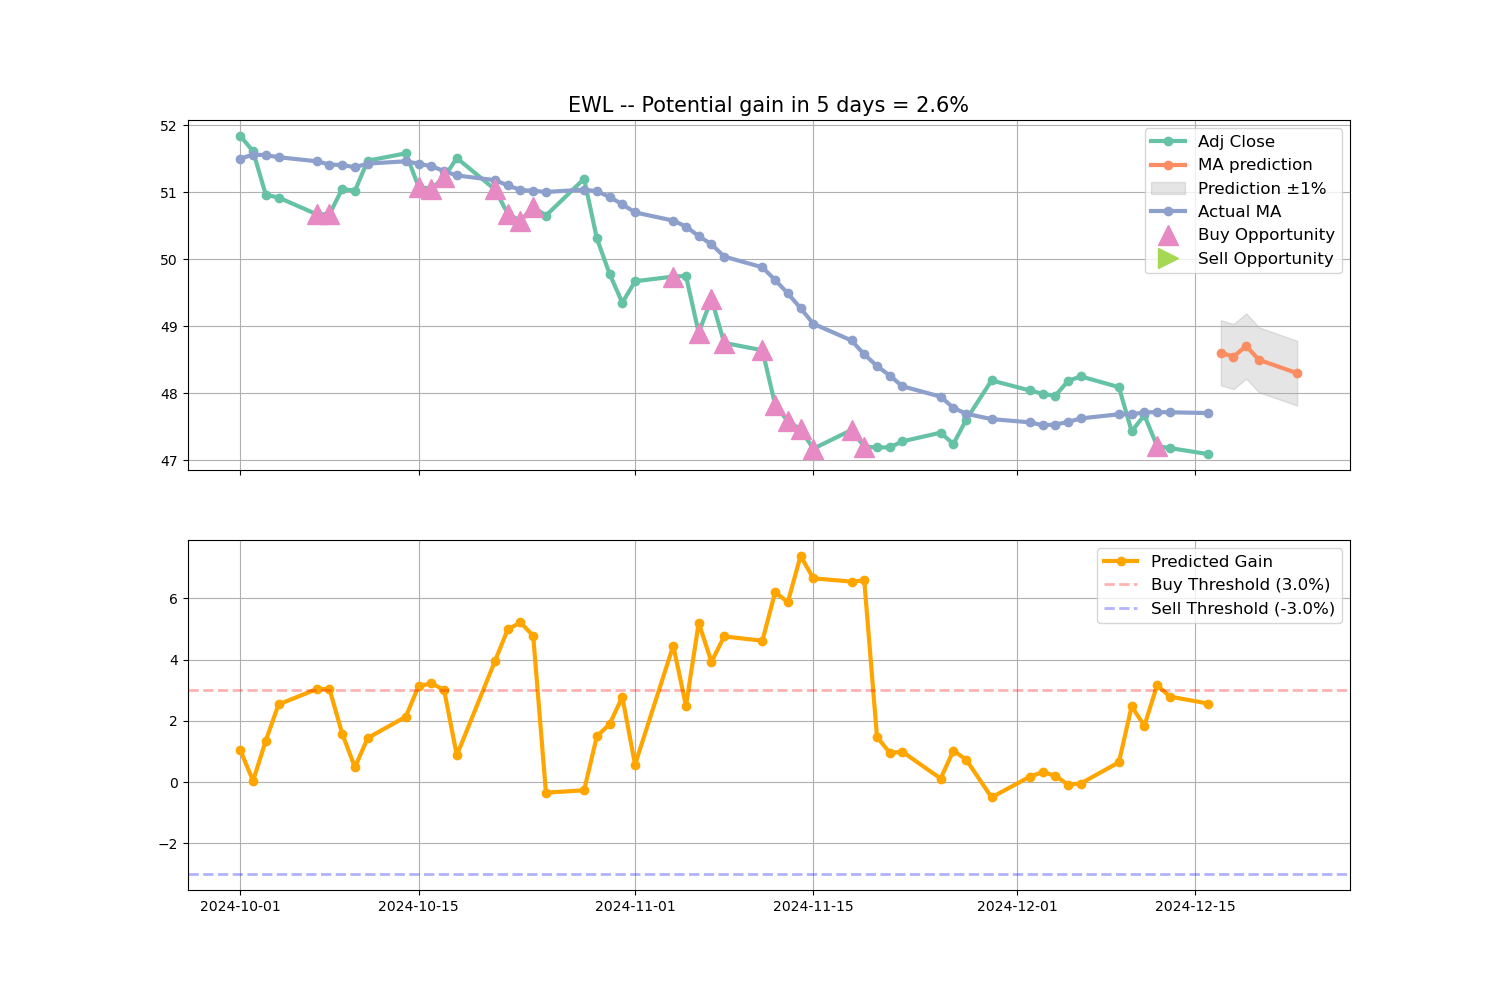 EWL -- Potential gain in 5 days = 2.6%
52
51
50
49
48
47
Adj Close
MA prediction
Prediction ±1%
Actual MA
Buy Opportunity
Sell Opportunity
6
4
2
0
−2
Predicted Gain
Buy Threshold (3.0%)
Sell Threshold (-3.0%)
2024-10-01
2024-10-15
2024-11-01
2024-11-15
2024-12-01
2024-12-15